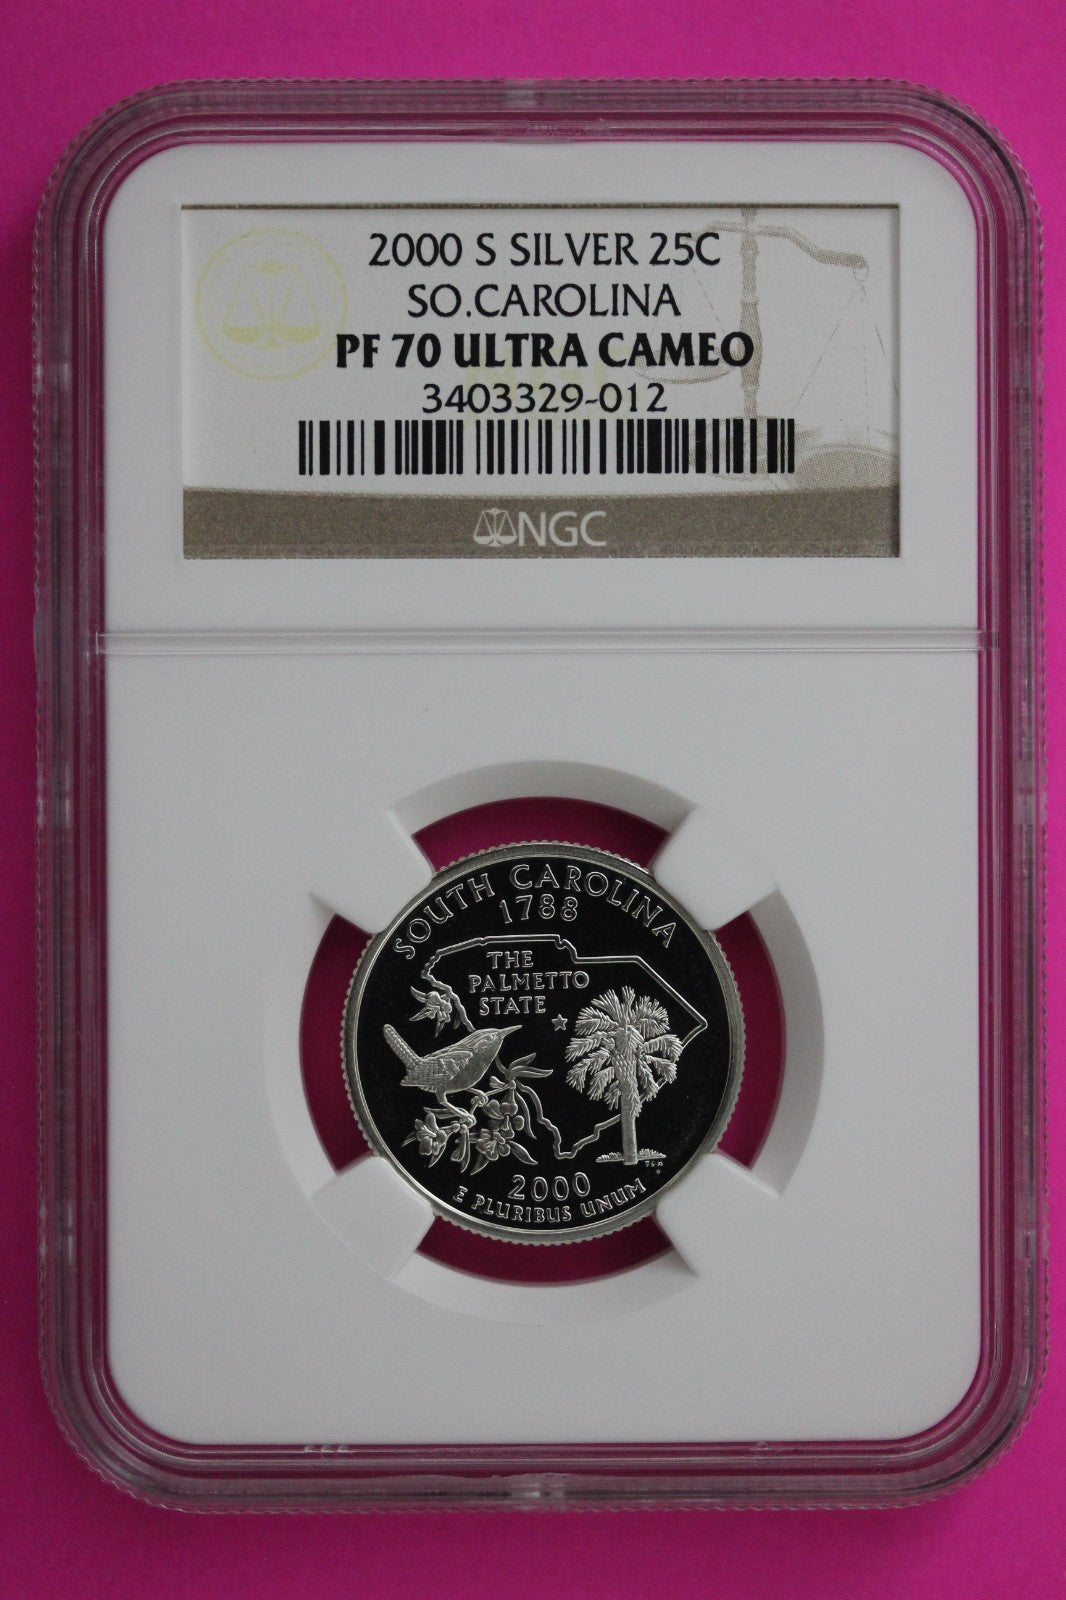 2000 S SILVER 25C
SO.CAROLINA
PF 70 ULTRA CAMEO
3403329-012
NGC
SOUTH CAROLINA
1788
THE
PALMETTO
STATE
2000
E PLURIBUS UNUM